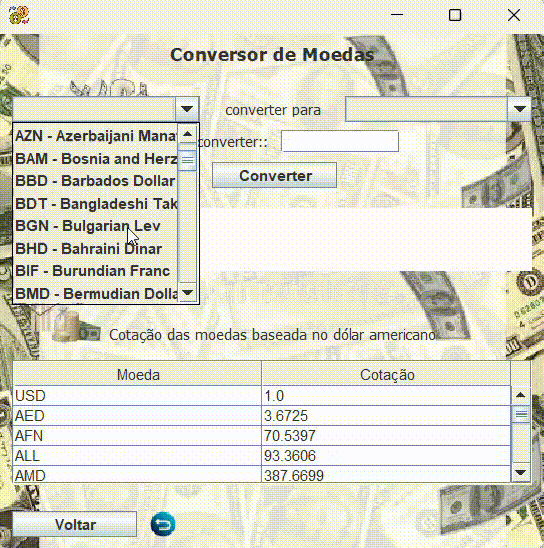 Conversor de Moedas
converter para
converter::
AZN - Azerbaijani Mana
BAM - Bosnia and Herz
BBD - Barbados Dollar
BDT - Bangladeshi Tak
BGN - Bulgarian Lev
BHD - Bahraini Dinar
BIF - Burundian Franc
BMD - Bermudian Dolla
Converter
Cotação das moedas baseada no dólar americano
Moeda Cotação
USD 1.0
AED 3.6725
AFN 70.5397
ALL 93.3606
AMD 387.6699
Voltar